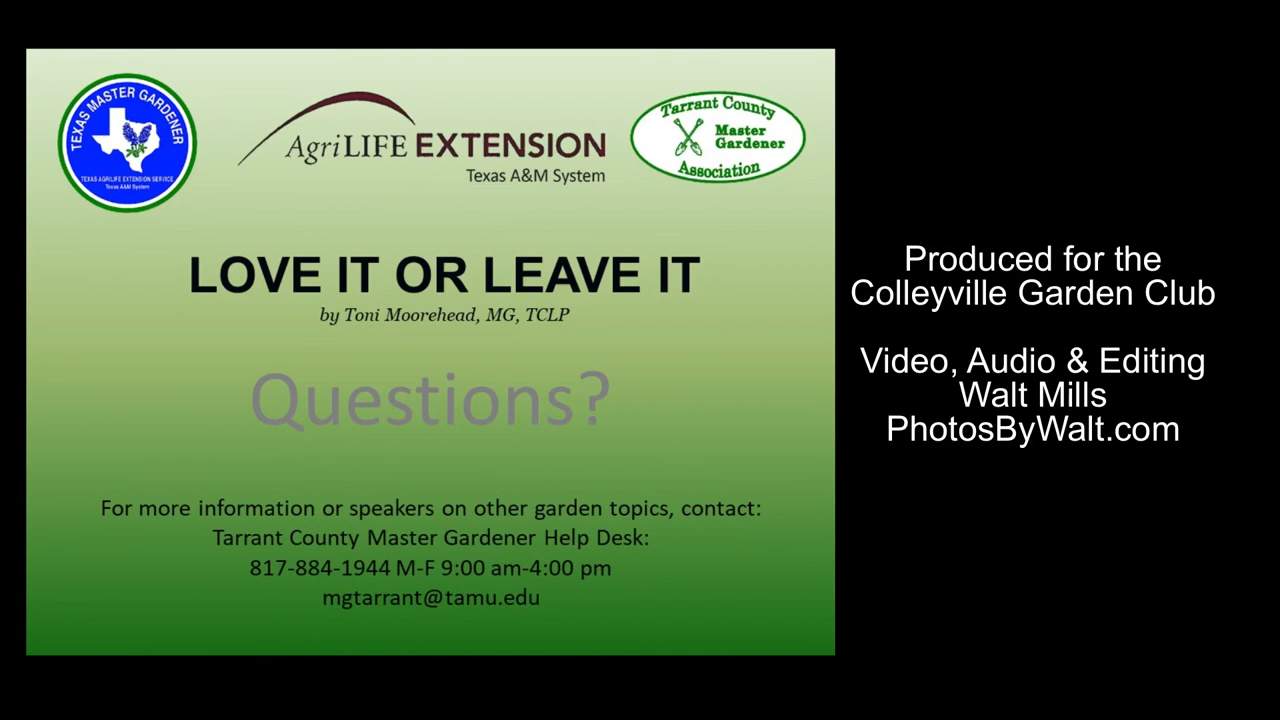 TEXAS MASTER GARDENER
TEXAS AGRILIFE EXTENSION SERVICE
Texas A&M System
AgriLIFE EXTENSION
Texas A&M System
Tarrant County
Master
Gardener
Association
LOVE IT OR LEAVE IT
by Toni Moorehead, MG, TCLP
Questions?
For more information or speakers on other garden topics, contact:
Tarrant County Master Gardener Help Desk:
817-884-1944 M-F 9:00 am-4:00 pm
mgtarrant@tamu.edu
Produced for the
Colleyville Garden Club
Video, Audio & Editing
Walt Mills
PhotosByWalt.com